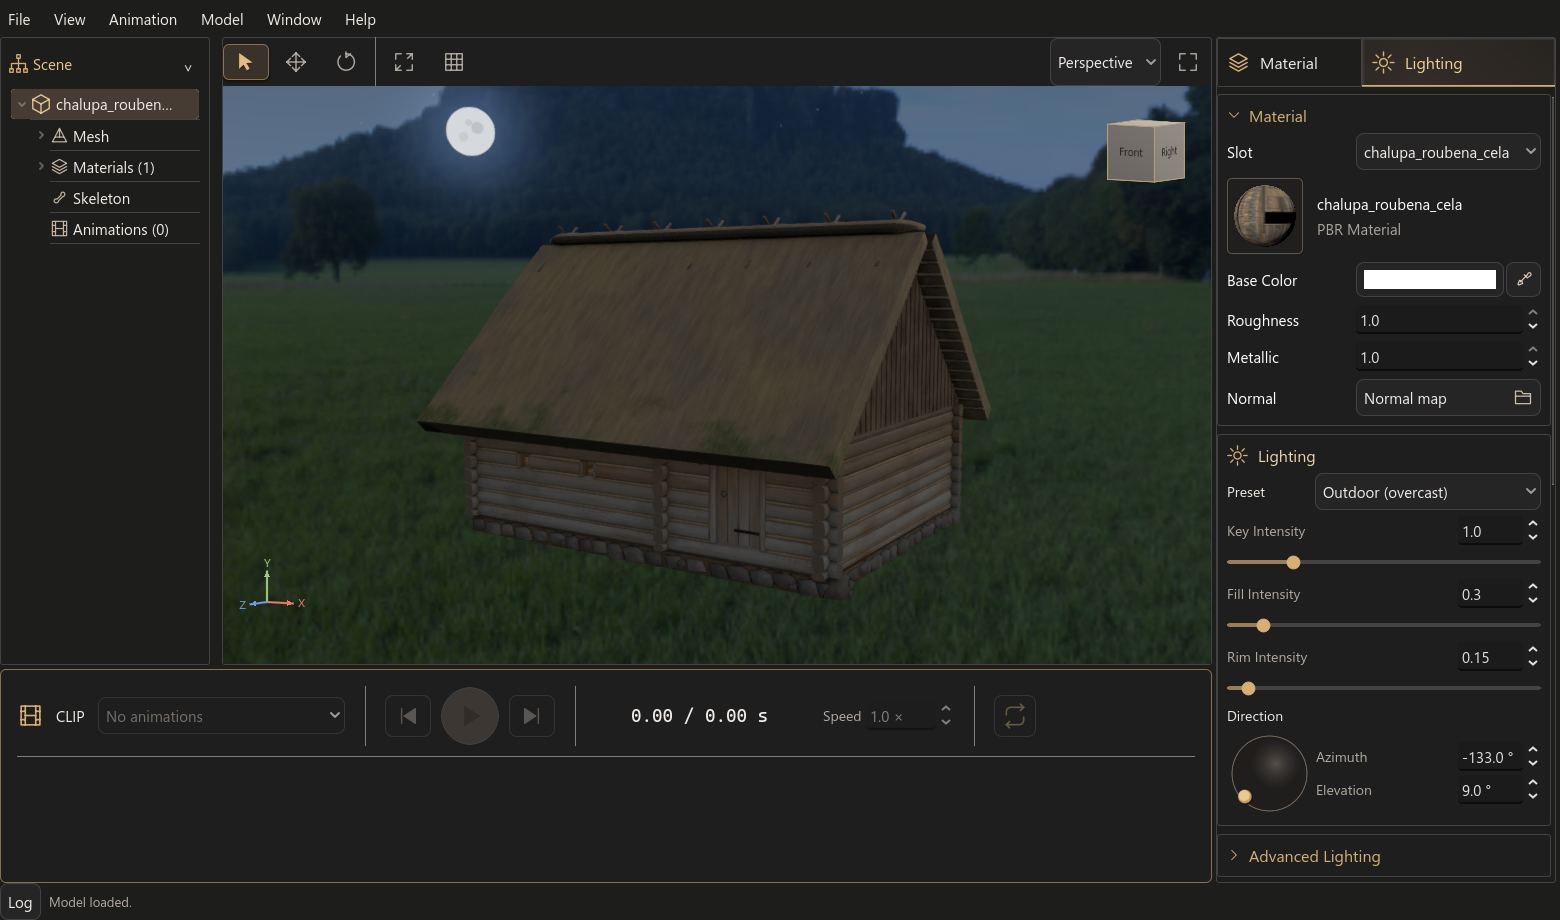 File View Animation Model Window Help
Scene
chalupa_rouben...
Mesh
Materials (1)
Skeleton
Animations (0)
Perspective
Front Right
Y
Z X
Material Lighting
Material
Slot chalupa_roubena_cela
chalupa_roubena_cela
PBR Material
Base Color
Roughness 1.0
Metallic 1.0
Normal Normal map
Lighting
Preset Outdoor (overcast)
Key Intensity 1.0
Fill Intensity 0.3
Rim Intensity 0.15
Direction
Azimuth -133.0 °
Elevation 9.0 °
Advanced Lighting
CLIP No animations 0.00 / 0.00 s Speed 1.0 ×
Log Model loaded.